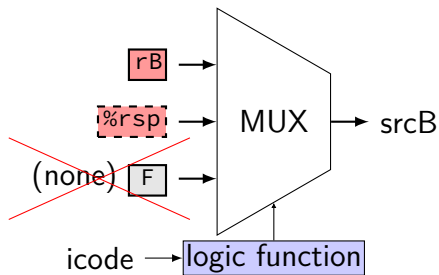 rB
%rsp
MUX
srcB
(none) F
icode
logic function